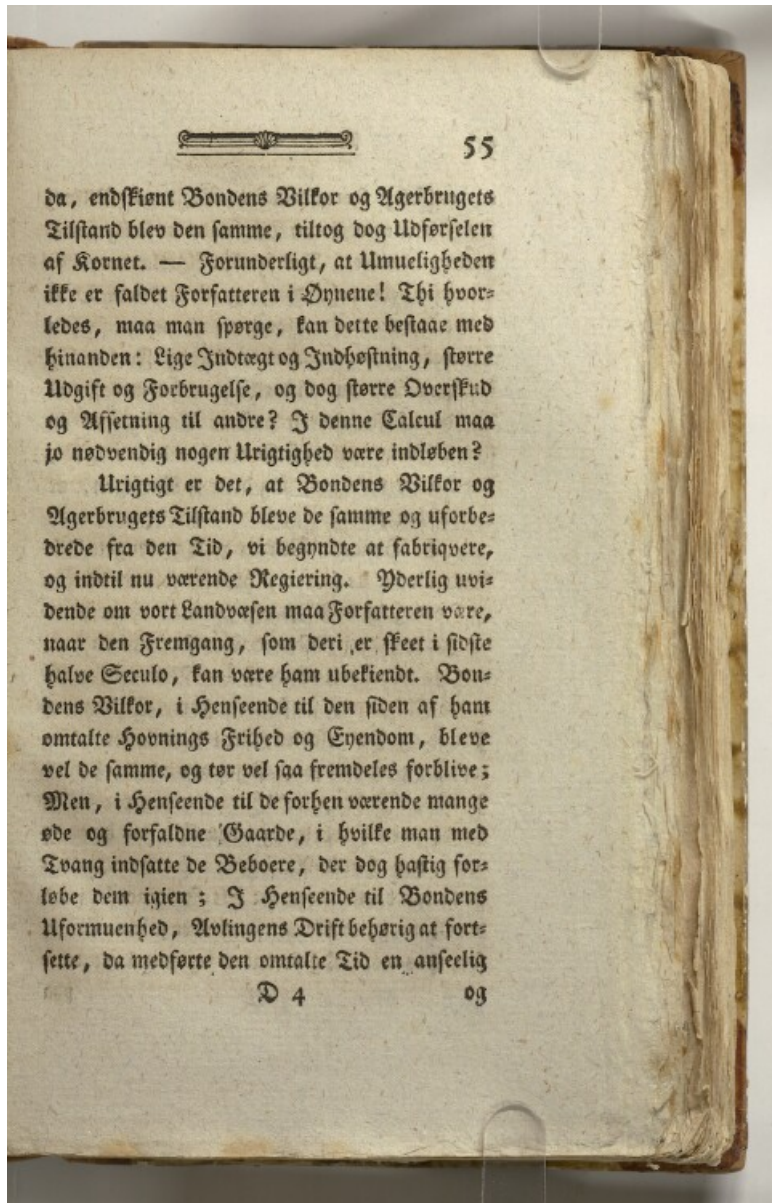 55
da, endskiønt Bondens Vilkor og Agerbrugets
Tilstand blev den samme, tiltog dog Udførselen
af Kornet. — Forunderligt, at Umueligheden
ikke er faldet Forfatteren i Øynene! Thi hvor-
ledes, maa man spørge, kan dette bestaae med
hinanden: Lige Indtægt og Indhøstning, større
Udgift og Forbrugelse, og dog større Overskud
og Afsetning til andre? I denne Calcul maa
jo nødvendig nogen Urigtighed være indløben?
Urigtigt er det, at Bondens Vilkor og
Agerbrugets Tilstand bleve de samme og uforbe-
drede fra den Tid, vi begyndte at fabriqvere,
og indtil nu værende Regiering. Yderlig uvi-
dende om vort Landvæsen maa Forfatteren være,
naar den Fremgang, som deri er skeet i sidste
halve Seculo, kan være ham ubekiendt. Bon-
dens Vilkor, i Henseende til den siden af ham
omtalte Hovnings Frihed og Eyendom, bleve
vel de samme, og tør vel saa fremdeles forblive;
Men, i Henseende til de forhen værende mange
øde og forfaldne Gaarde, i hvilke man med
Tvang indsatte de Beboere, der dog hastig for-
løbe dem igien; I Henseende til Bondens
Uformuenhed, Avlingens Drift behørig at fort-
sette, da medførte den omtalte Tid en anseelig
D 4 og